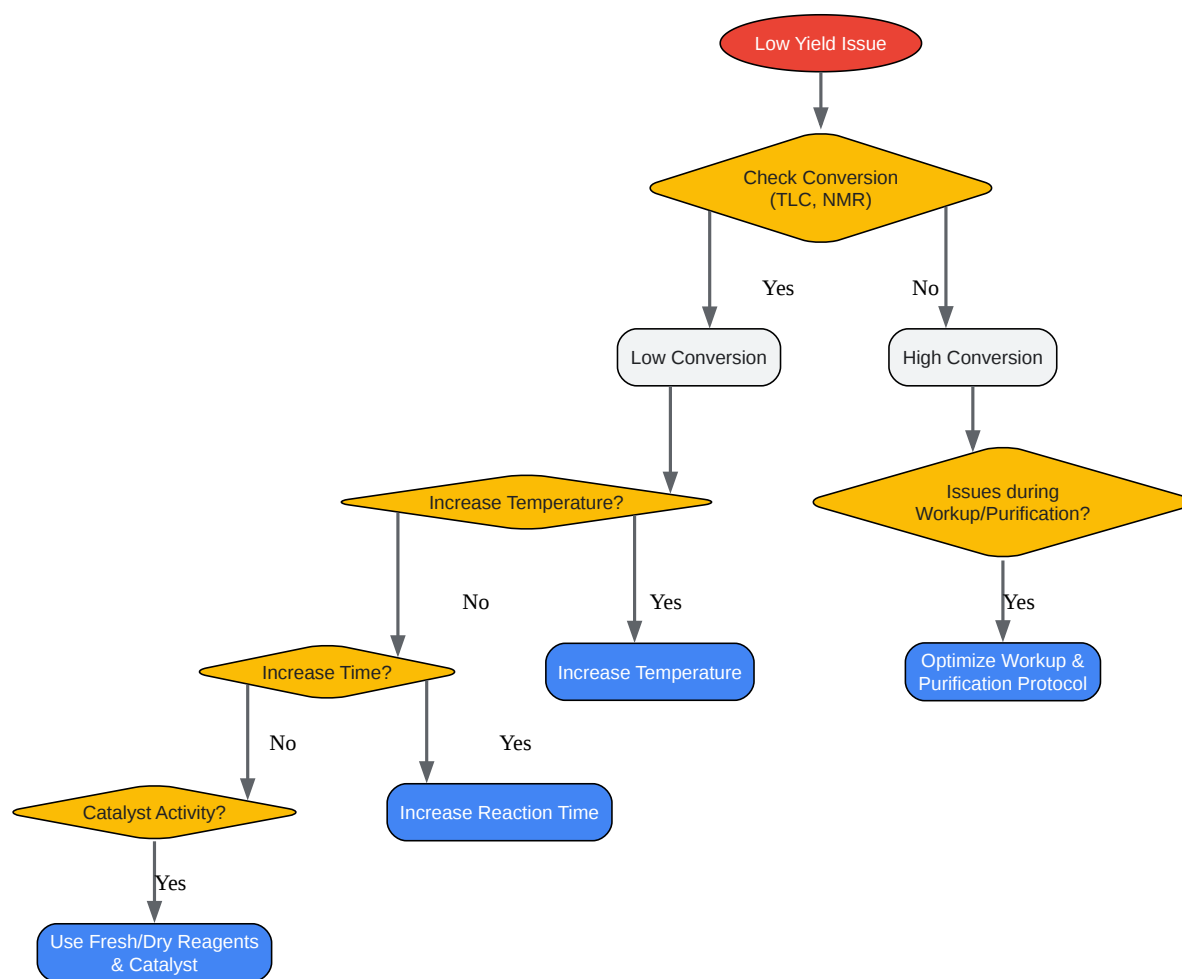 Low Yield Issue
Check Conversion
(TLC, NMR)
Yes
No
Low Conversion
High Conversion
Increase Temperature?
Issues during
Workup/Purification?
No
Yes
Yes
Increase Time?
Increase Temperature
Optimize Workup &
Purification Protocol
No
Yes
Catalyst Activity?
Increase Reaction Time
Yes
Use Fresh/Dry Reagents
& Catalyst